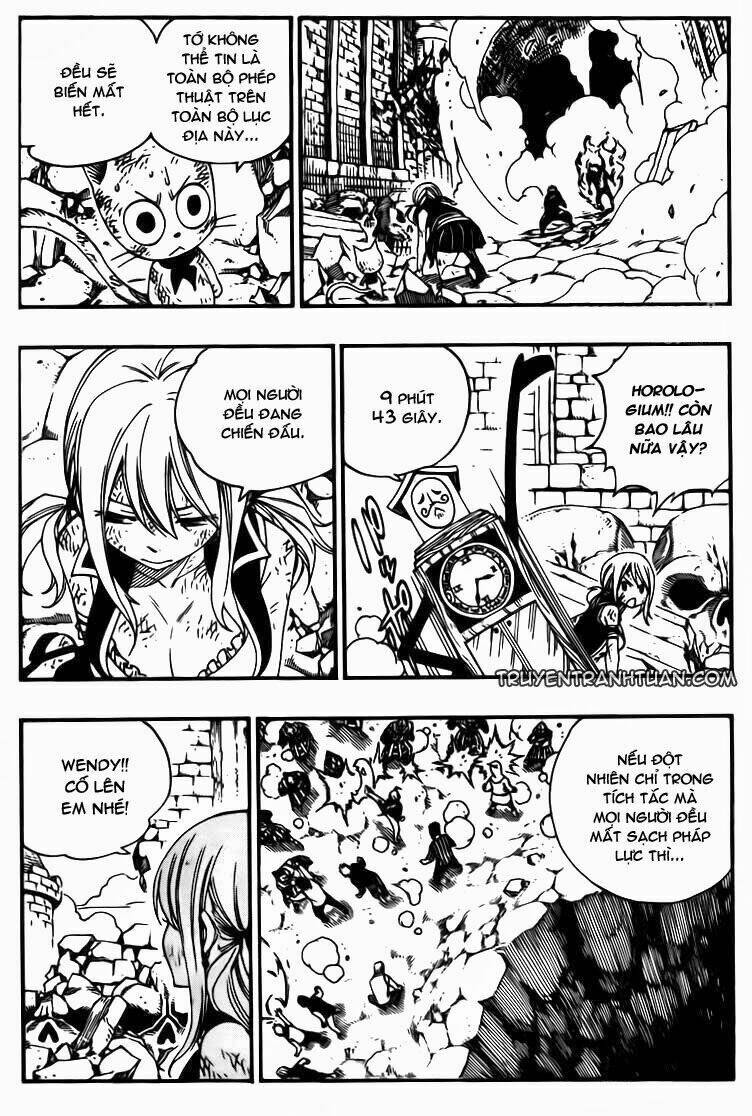 TỚ KHÔNG
THỂ TIN LÀ
TOÀN BỘ PHÉP
THUẬT TRÊN
TOÀN BỘ LỤC
ĐỊA NÀY...
ĐỀU SẼ
BIẾN MẤT
HẾT.
MỌI NGƯỜI
ĐỀU ĐANG
CHIẾN ĐẤU.
9 PHÚT
43 GIÂY.
HOROLO-
GIUM!! CÒN
BAO LÂU
NỮA VẬY?
TRUYENTRANHTUAN.COM
WENDY!!
CỐ LÊN
EM NHÉ!
NẾU ĐỘT
NHIÊN CHỈ TRONG
TÍCH TẮC MÀ
MỌI NGƯỜI ĐỀU
MẤT SẠCH PHÁP
LỰC THÌ...